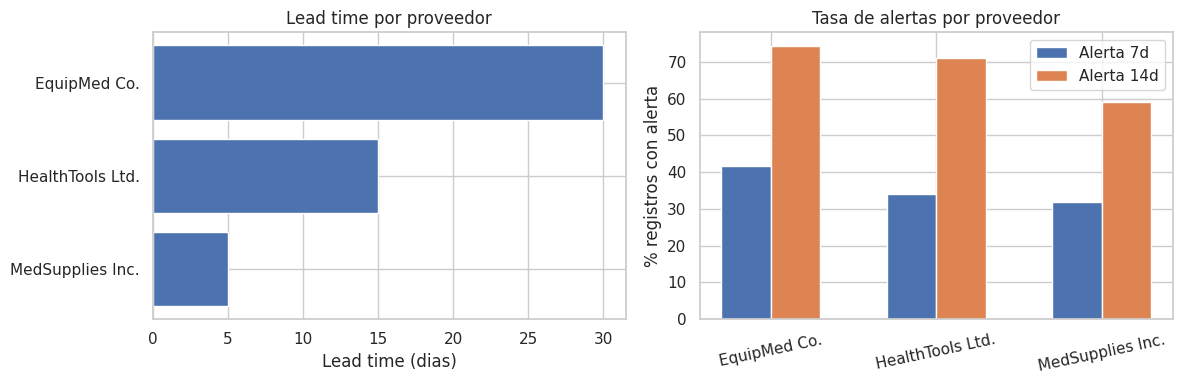 Lead time por proveedor
EquipMed Co.
HealthTools Ltd.
MedSupplies Inc.
0 5 10 15 20 25 30
Lead time (dias)
Tasa de alertas por proveedor
% registros con alerta
70
60
50
40
30
20
10
0
Alerta 7d
Alerta 14d
EquipMed Co. HealthTools Ltd. MedSupplies Inc.